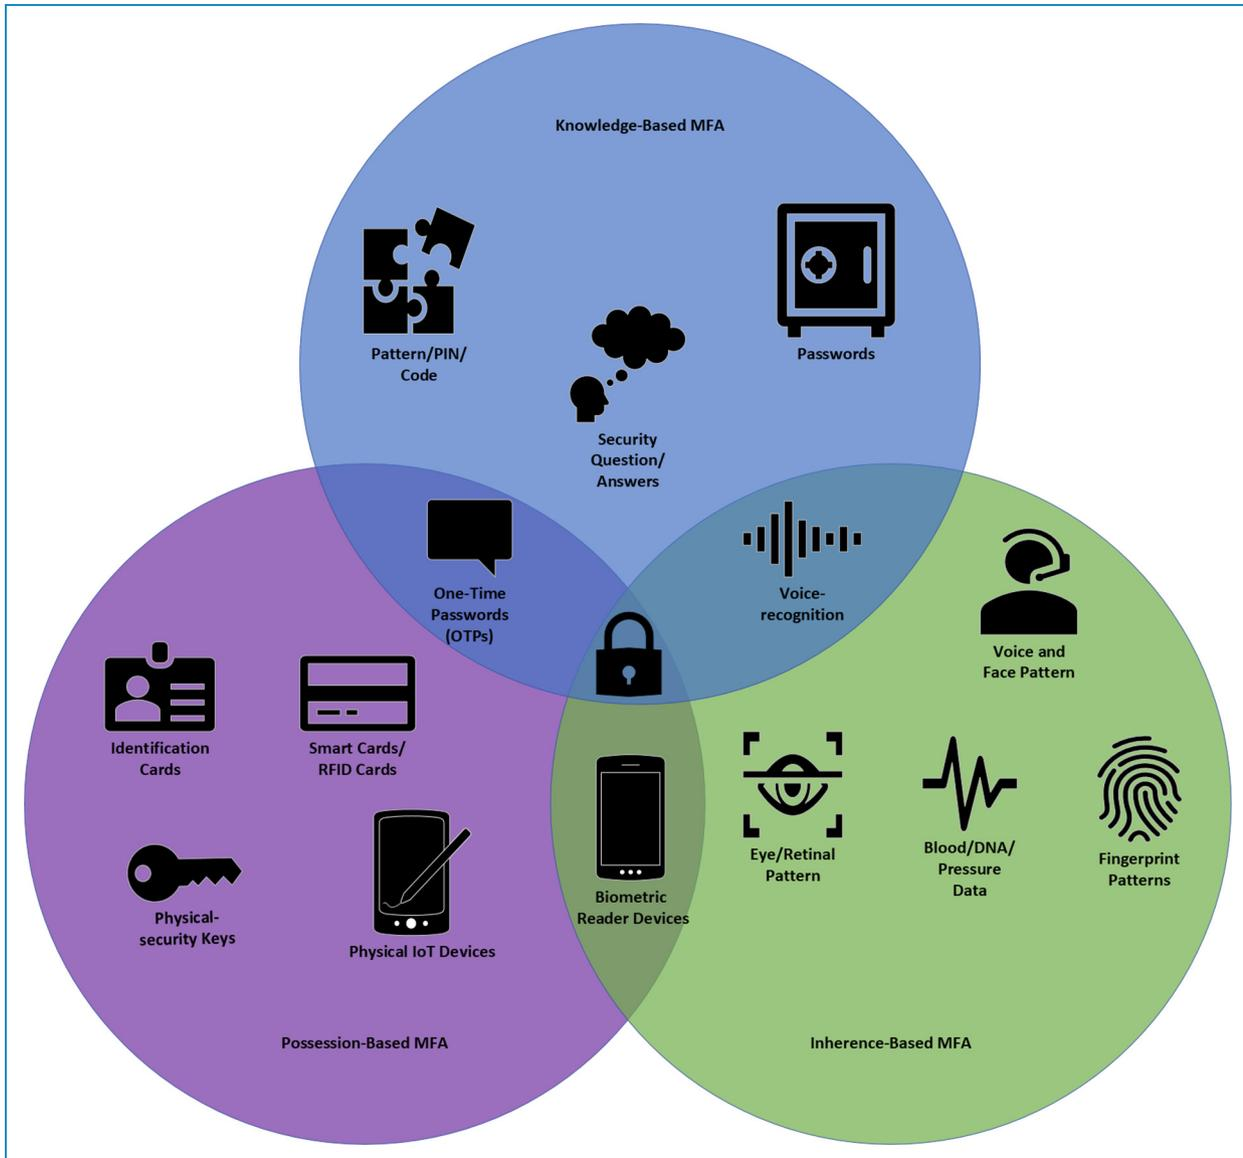 Knowledge-Based MFA
Pattern/PIN/
Code
Passwords
Security
Question/
Answers
One-Time
Passwords
(OTPs)
Voice-
recognition
Voice and
Face Pattern
Identification
Cards
Smart Cards/
RFID Cards
Physical-
security Keys
Physical IoT Devices
Biometric
Reader Devices
Eye/Retinal
Pattern
Blood/DNA/
Pressure
Data
Fingerprint
Patterns
Possession-Based MFA
Inherence-Based MFA